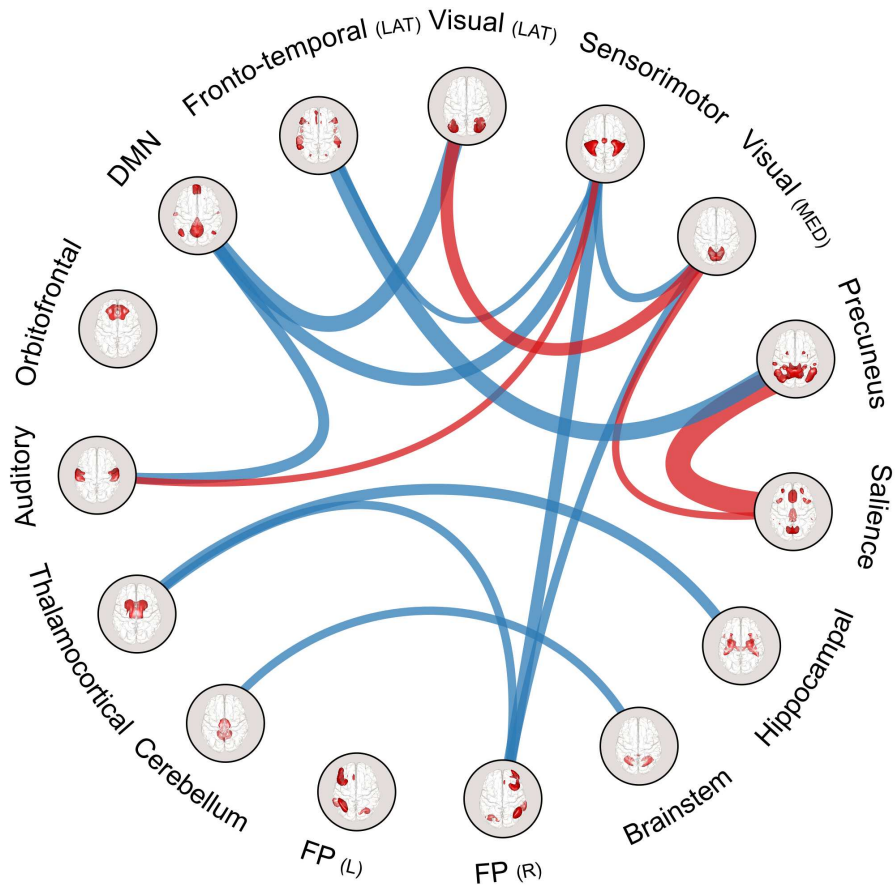 Fronto-temporal (LAT)
Visual (LAT)
Sensorimotor
Visual (MED)
Precuneus
Salience
Hippocampal
Brainstem
FP (R)
FP (L)
Cerebellum
Thalamocortical
Auditory
Orbitofrontal
DMN